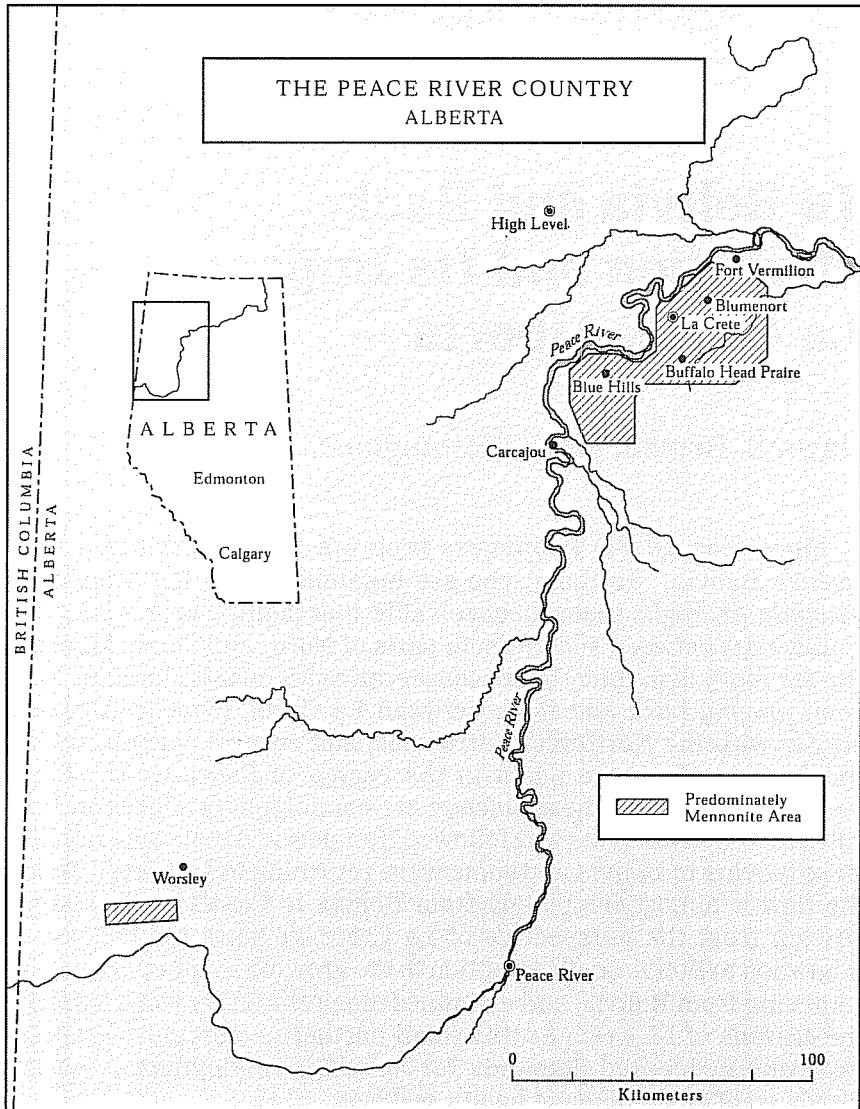 THE PEACE RIVER COUNTRY
ALBERTA
High Level
Fort Vermilion
Blumenort
La Crete
Peace River
Buffalo Head Praire
Blue Hills
ALBERTA
Carcajou
Edmonton
BRITISH COLUMBIA
ALBERTA
Calgary
Peace River
Predominately
Mennonite Area
Worsley
Peace River
0
100
Kilometers